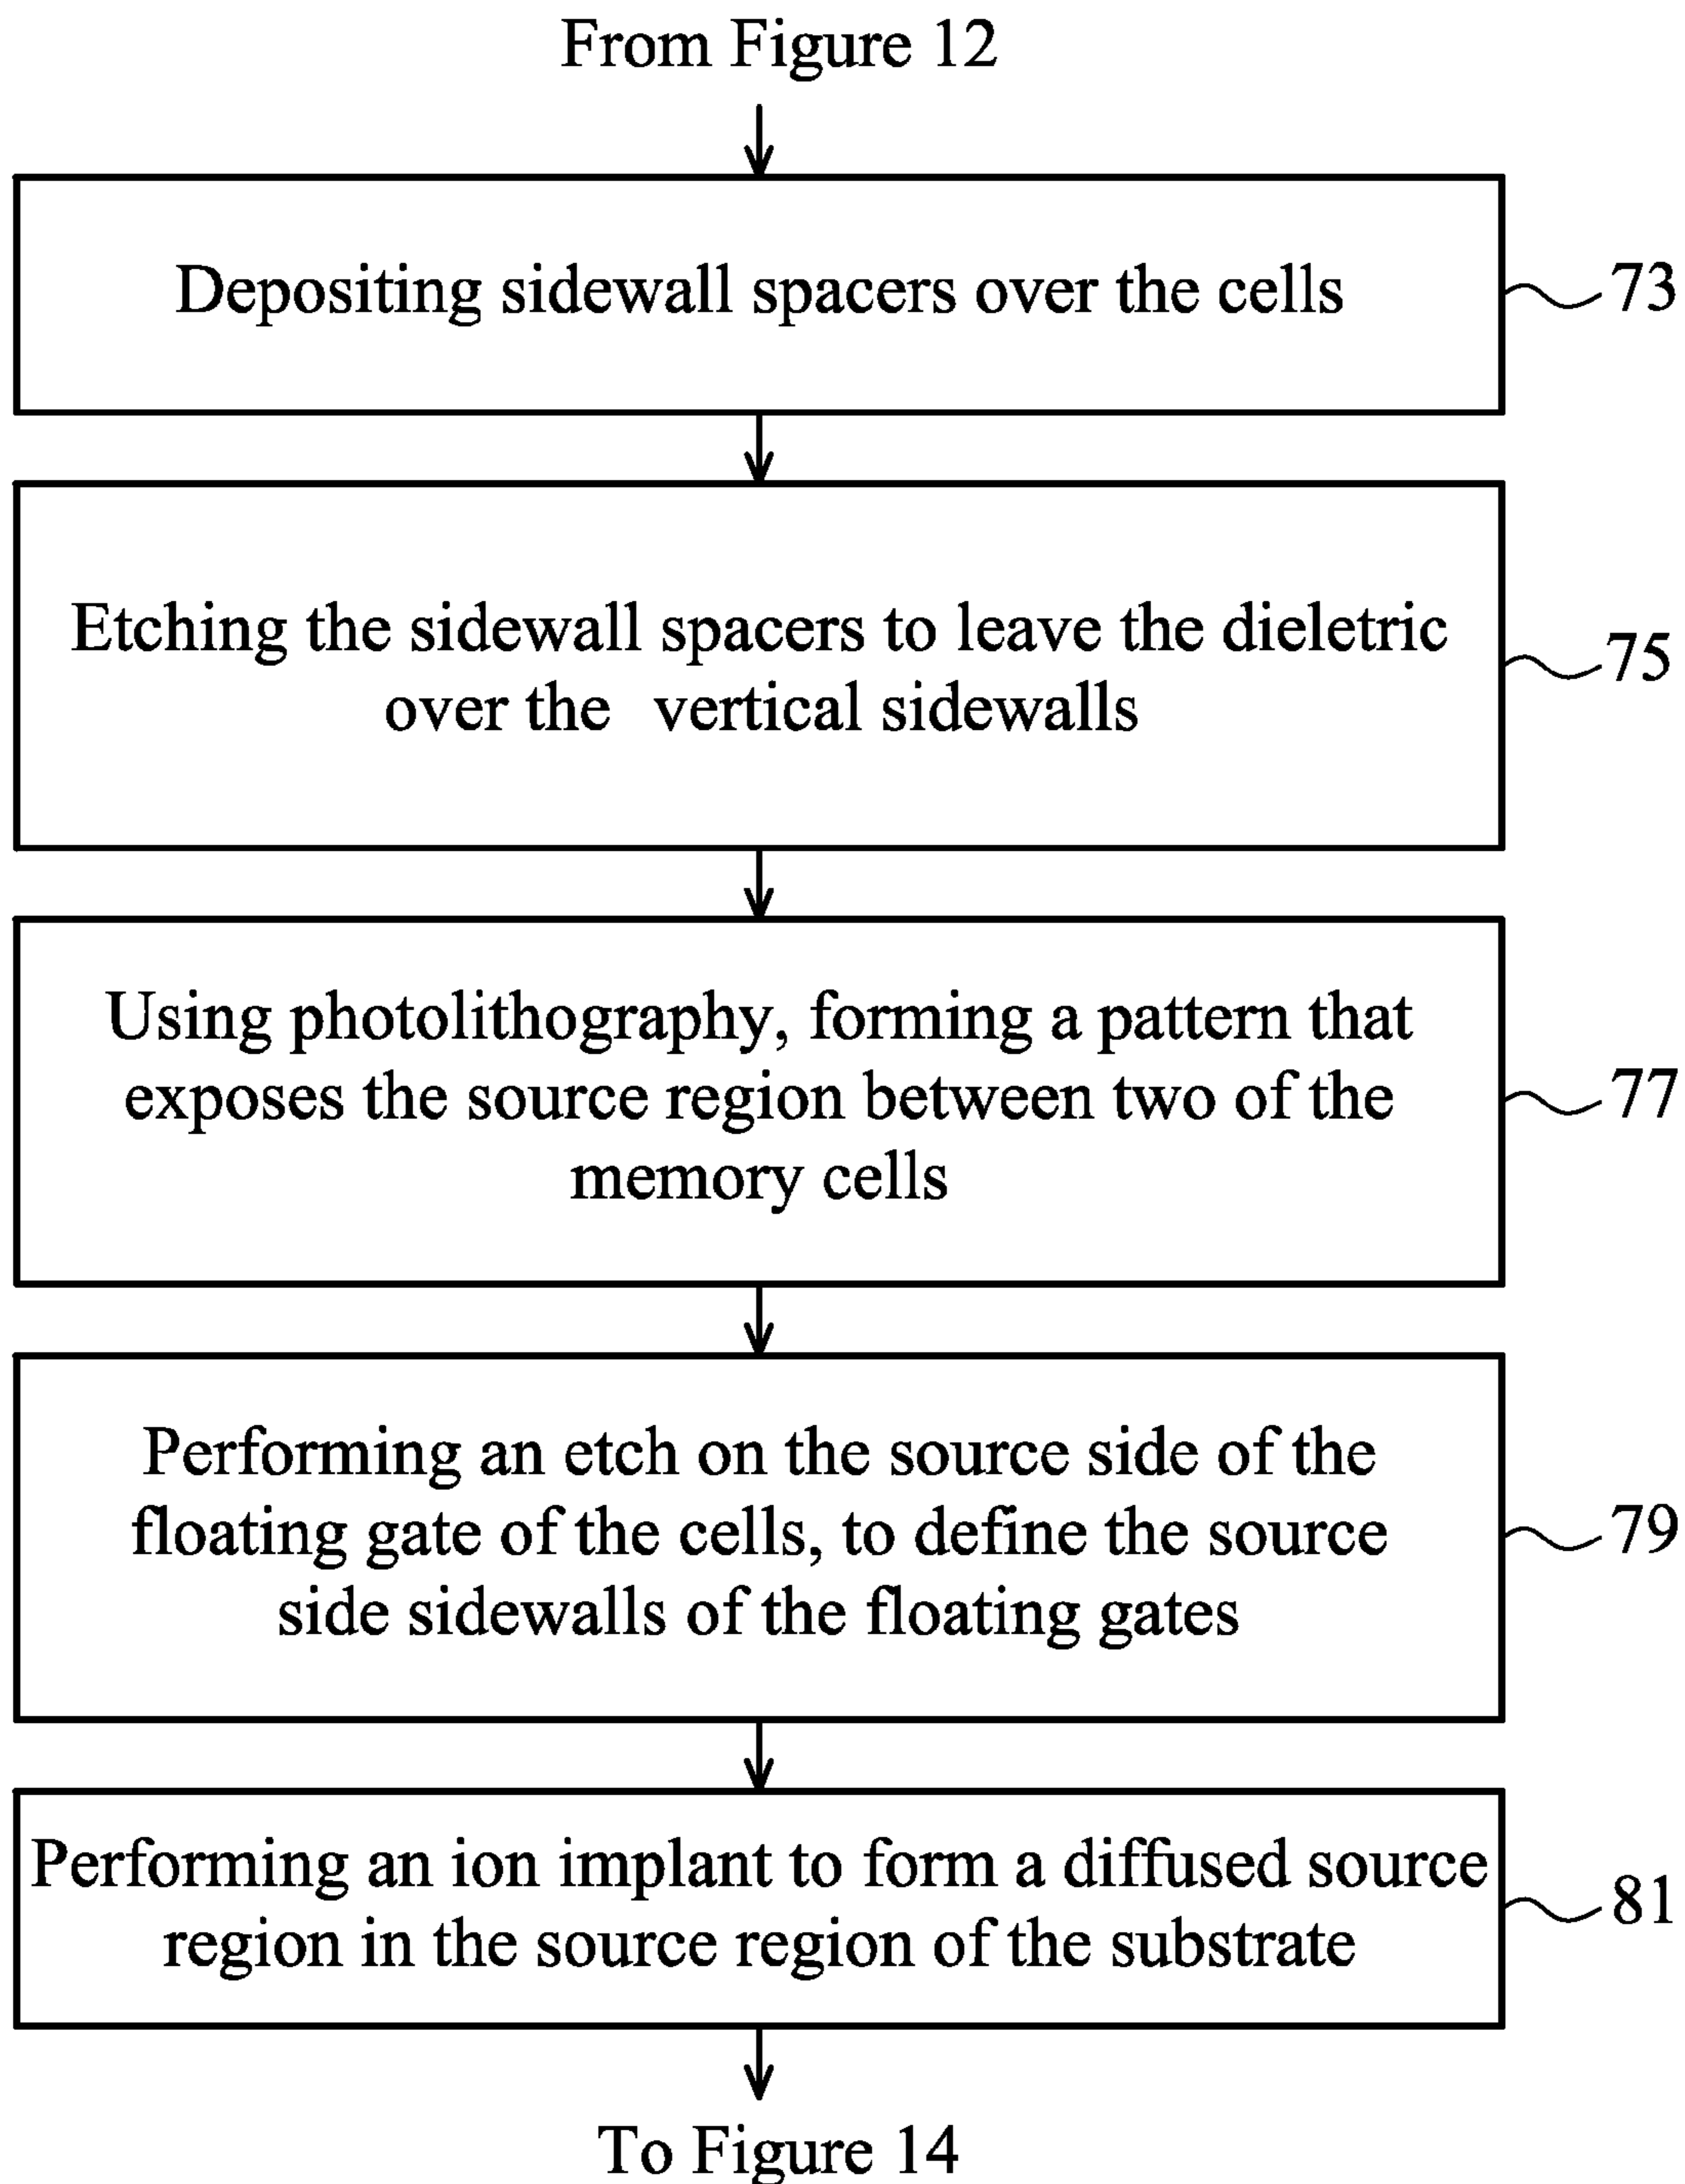 From Figure 12
Depositing sidewall spacers over the cells
73
Etching the sidewall spacers to leave the dieletric
over the vertical sidewalls
75
Using photolithography, forming a pattern that
exposes the source region between two of the
memory cells
77
Performing an etch on the source side of the
floating gate of the cells, to define the source
side sidewalls of the floating gates
79
Performing an ion implant to form a diffused source
region in the source region of the substrate
81
To Figure 14